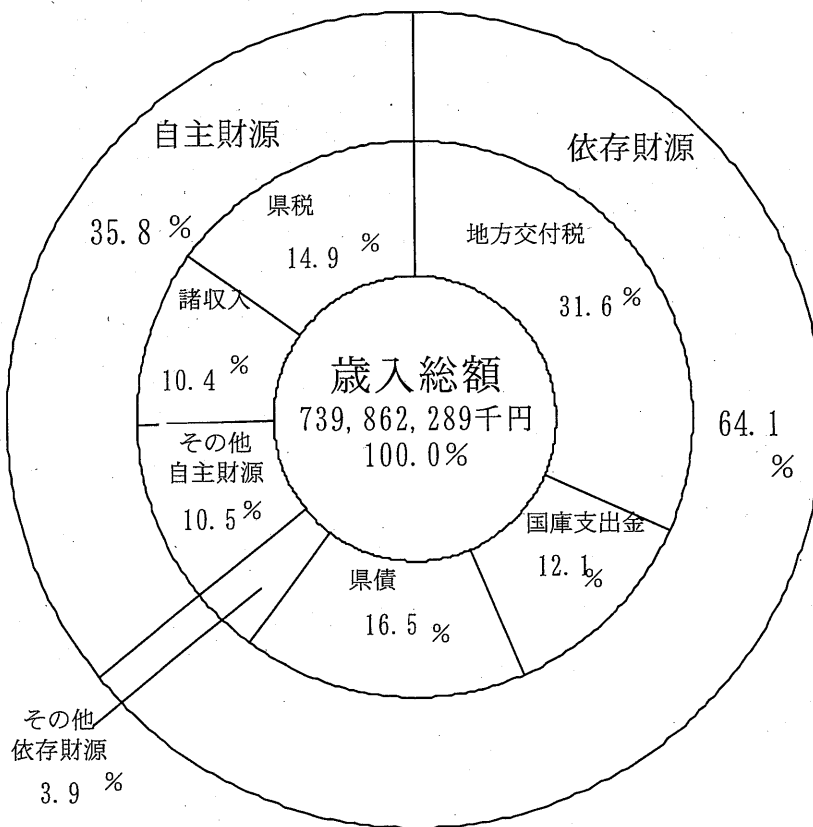 自主財源
35.8 %
依存財源
64.1
%
県税
14.9 %
地方交付税
31.6 %
諸収入
10.4 %
歳入総額
739,862,289千円
100.0%
その他
自主財源
10.5%
国庫支出金
12.1%
県債
16.5 %
その他
依存財源
3.9 %